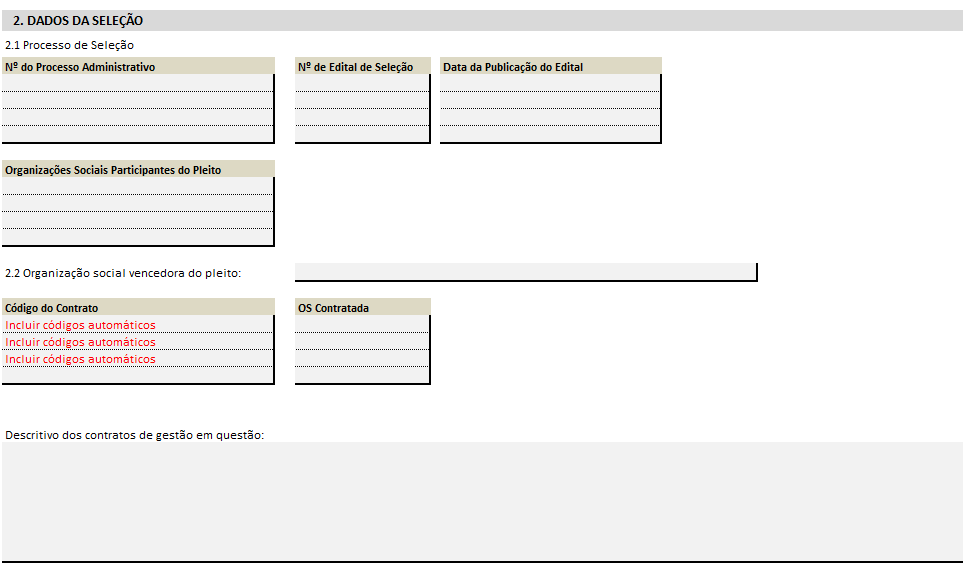 2. DADOS DA SELEÇÃO
2.1 Processo de Seleção
Nº do Processo Administrativo
Nº de Edital de Seleção
Data da Publicação do Edital
Organizações Sociais Participantes do Pleito
2.2 Organização social vencedora do pleito:
Código do Contrato
OS Contratada
Incluir códigos automáticos
Incluir códigos automáticos
Incluir códigos automáticos
Descritivo dos contratos de gestão em questão: